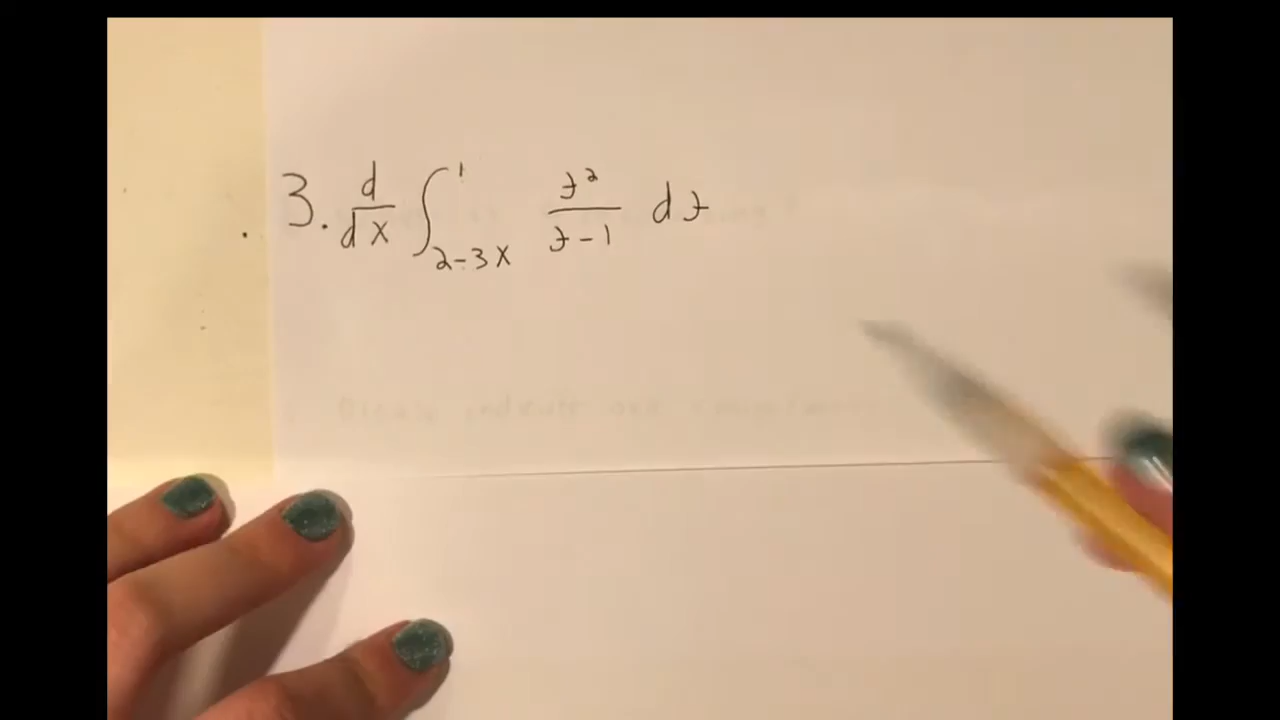 3. d/dx ∫_{2-3x}^{1} t²/(t-1) dt